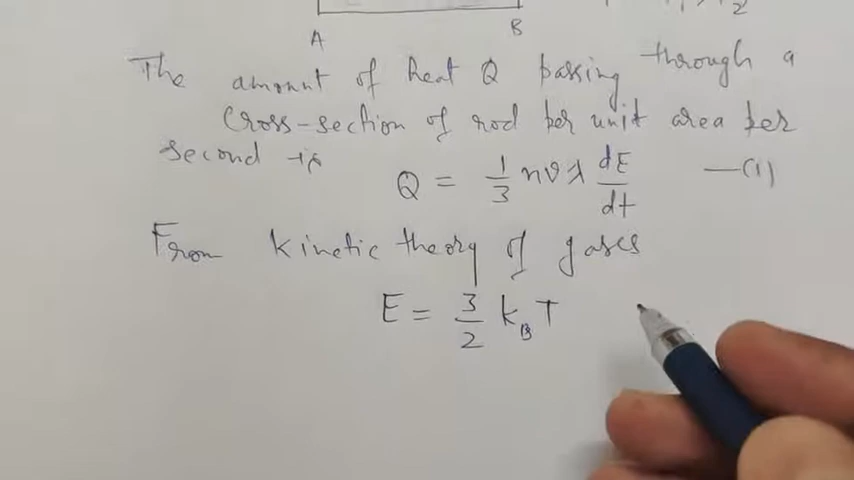 A B
The amount of heat Q passing through a
Cross-section of rod per unit area per
second is
Q = 1/3 nvλ dE/dt —(1)
From kinetic theory of gases
E = 3/2 k_B T